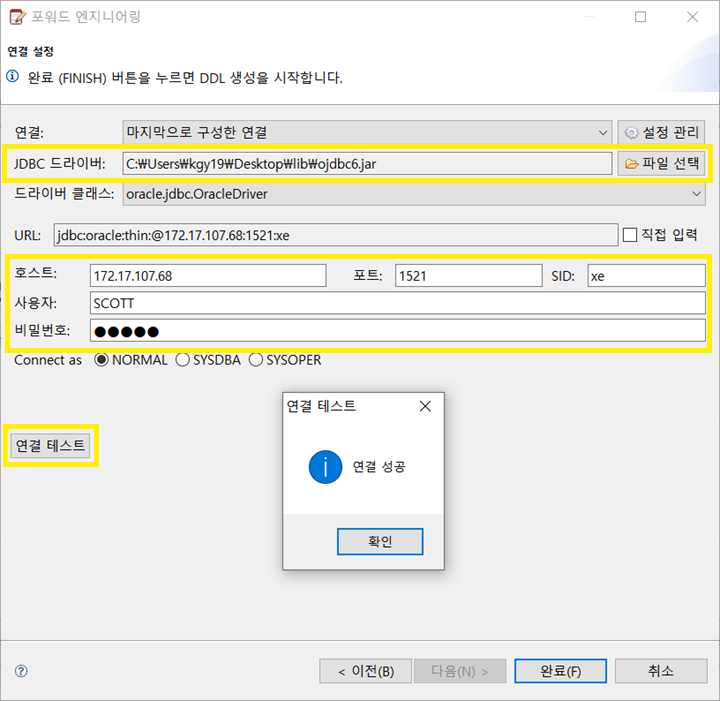 포워드 엔지니어링
연결 설정
완료 (FINISH) 버튼을 누르면 DDL 생성을 시작합니다.
연결: 마지막으로 구성한 연결 설정 관리
JDBC 드라이버: C:₩Users₩kgy19₩Desktop₩lib₩ojdbc6.jar 파일 선택
드라이버 클래스: oracle.jdbc.OracleDriver
URL: jdbc:oracle:thin:@172.17.107.68:1521:xe 직접 입력
호스트: 172.17.107.68 포트: 1521 SID: xe
사용자: SCOTT
비밀번호: ●●●●●
Connect as NORMAL SYSDBA SYSOPER
연결 테스트
연결 테스트
연결 성공
확인
< 이전(B) 다음(N) > 완료(F) 취소